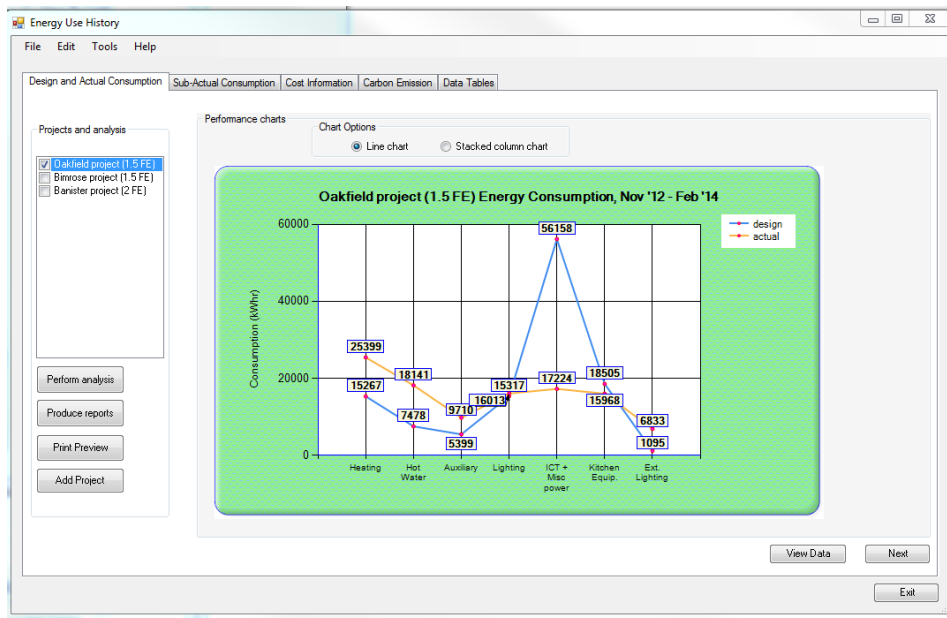 Energy Use History
File Edit Tools Help
Design and Actual Consumption Sub-Actual Consumption Cost Information Carbon Emission Data Tables
Projects and analysis
Oakfield project (1.5 FE)
Bimrose project (1.5 FE)
Banister project (2 FE)
Perform analysis
Produce reports
Print Preview
Add Project
Performance charts
Chart Options
Line chart Stacked column chart
Oakfield project (1.5 FE) Energy Consumption, Nov '12 - Feb '14
design
actual
Consumption (kWhr)
60000
40000
20000
0
56158
25399
18141
15317
17224
18505
15267
7478
9710
16013
15968
6833
5399
1095
Heating
Hot
Water
Auxiliary
Lighting
ICT +
Misc
power
Kitchen
Equip.
Ext.
Lighting
View Data Next
Exit